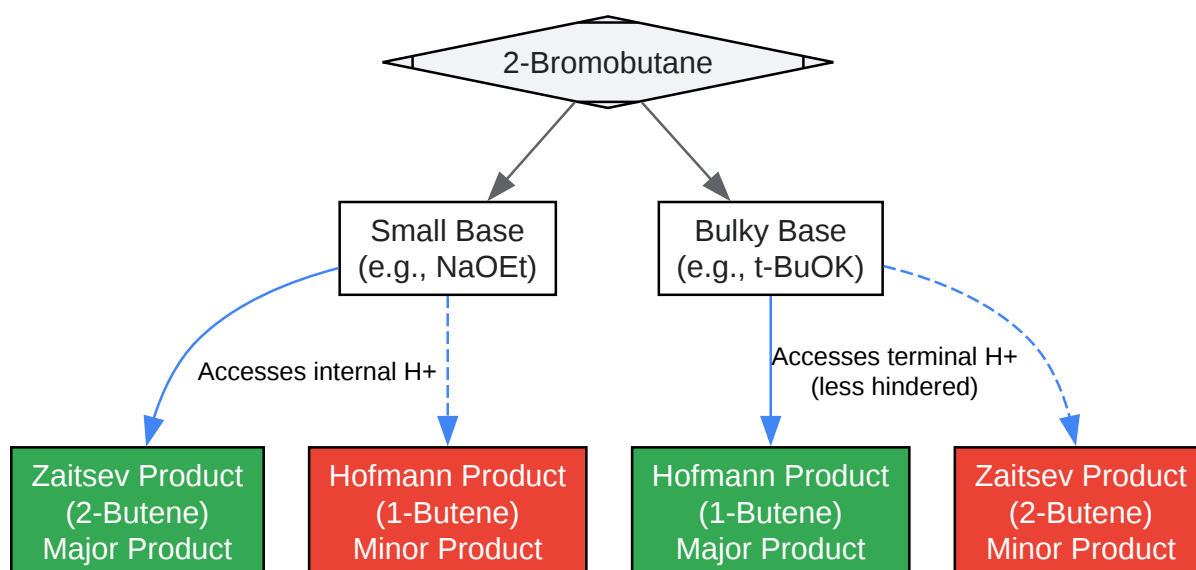 2-Bromobutane
Small Base
(e.g., NaOEt)
Bulky Base
(e.g., t-BuOK)
Accesses internal H+
Accesses terminal H+
(less hindered)
Zaitsev Product
(2-Butene)
Major Product
Hofmann Product
(1-Butene)
Minor Product
Hofmann Product
(1-Butene)
Major Product
Zaitsev Product
(2-Butene)
Minor Product